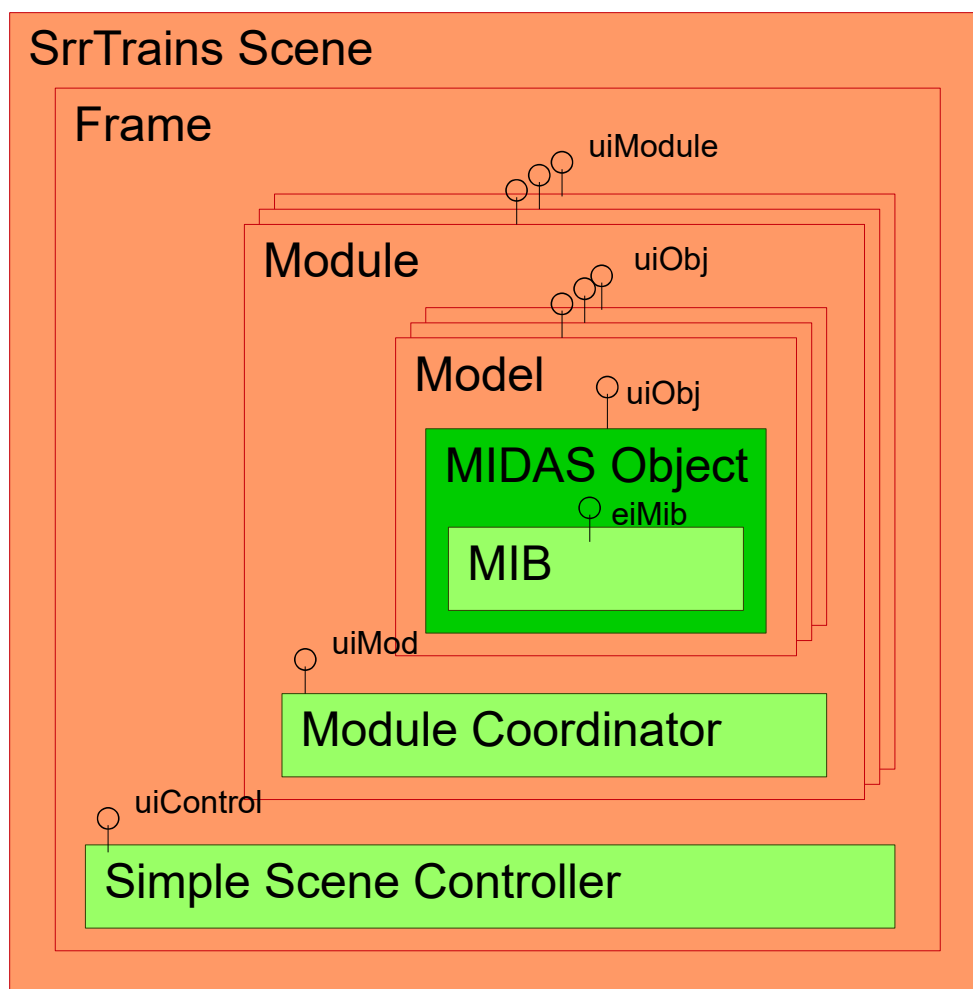 SrrTrains Scene
Frame
uiModule
Module
uiObj
Model
uiObj
MIDAS Object
eiMib
MIB
uiMod
Module Coordinator
uiControl
Simple Scene Controller